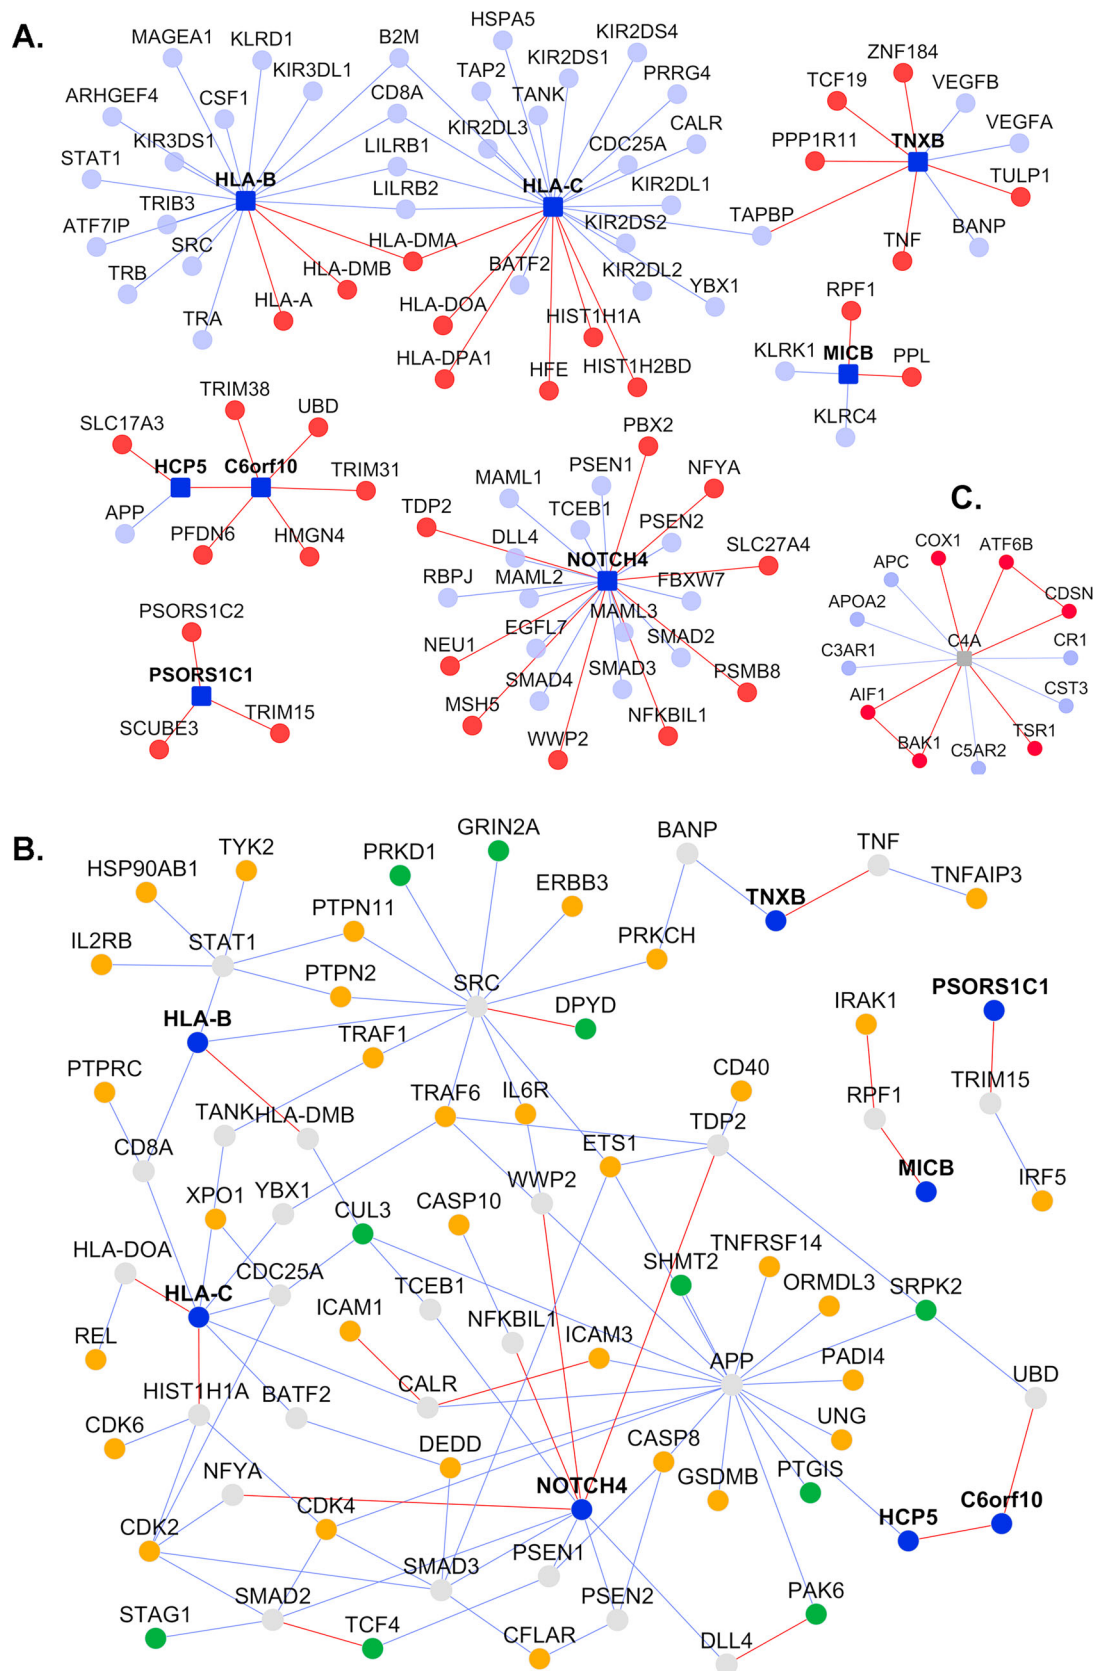 A.
MAGEA1
KLRD1
B2M
HSPA5
KIR2DS4
KIR3DL1
TAP2
KIR2DS1
PRRG4
ARHGEF4
CSF1
CD8A
TANK
KIR3DS1
KIR2DL3
CALR
STAT1
LILRB1
CDC25A
HLA-B
HLA-C
LILRB2
KIR2DL1
TRIB3
ATF7IP
SRC
HLA-DMA
KIR2DS2
TAPBP
TRB
HLA-DMB
BATF2
KIR2DL2
YBX1
HLA-A
HLA-DOA
HIST1H1A
TRA
HLA-DPA1
HFE
HIST1H2BD
ZNF184
TCF19
VEGFB
VEGFA
TNXB
PPP1R11
TULP1
TNF
BANP
RPF1
KLRK1
MICB
PPL
KLRC4
TRIM38
UBD
SLC17A3
HCP5
C6orf10
TRIM31
APP
PFDN6
HMGN4
PSORS1C2
PSORS1C1
SCUBE3
TRIM15
PBX2
PSEN1
NFYA
MAML1
TDP2
TCEB1
PSEN2
DLL4
SLC27A4
NOTCH4
RBPJ
MAML2
FBXW7
MAML3
EGFL7
SMAD2
NEU1
SMAD3
SMAD4
PSMB8
MSH5
NFKBIL1
WWP2
C.
COX1
ATF6B
APC
CDSN
APOA2
C4A
CR1
C3AR1
CST3
AIF1
TSR1
BAK1
C5AR2
B.
GRIN2A
BANP
TNF
TYK2
PRKD1
HSP90AB1
ERBB3
TNFAIP3
PTPN11
TNXB
IL2RB
STAT1
PRKCH
PTPN2
SRC
PSORS1C1
DPYD
IRAK1
HLA-B
TRAF1
PTPRC
CD40
TRIM15
TRAF6
IL6R
RPF1
TANK
HLA-DMB
TDP2
CD8A
ETS1
MICB
WWP2
IRF5
XPO1
YBX1
CUL3
CASP10
HLA-DOA
SHMT2
TNFRSF14
CDC25A
TCEB1
HLA-C
ORMDL3
SRPK2
ICAM1
NFKBIL1
REL
ICAM3
APP
PADI4
UBD
HIST1H1A
BATF2
CALR
CDK6
UNG
DEDD
CASP8
NFYA
NOTCH4
GSDMB
PTGIS
CDK4
HCP5
C6orf10
CDK2
SMAD3
PSEN1
SMAD2
PSEN2
PAK6
STAG1
TCF4
CFLAR
DLL4